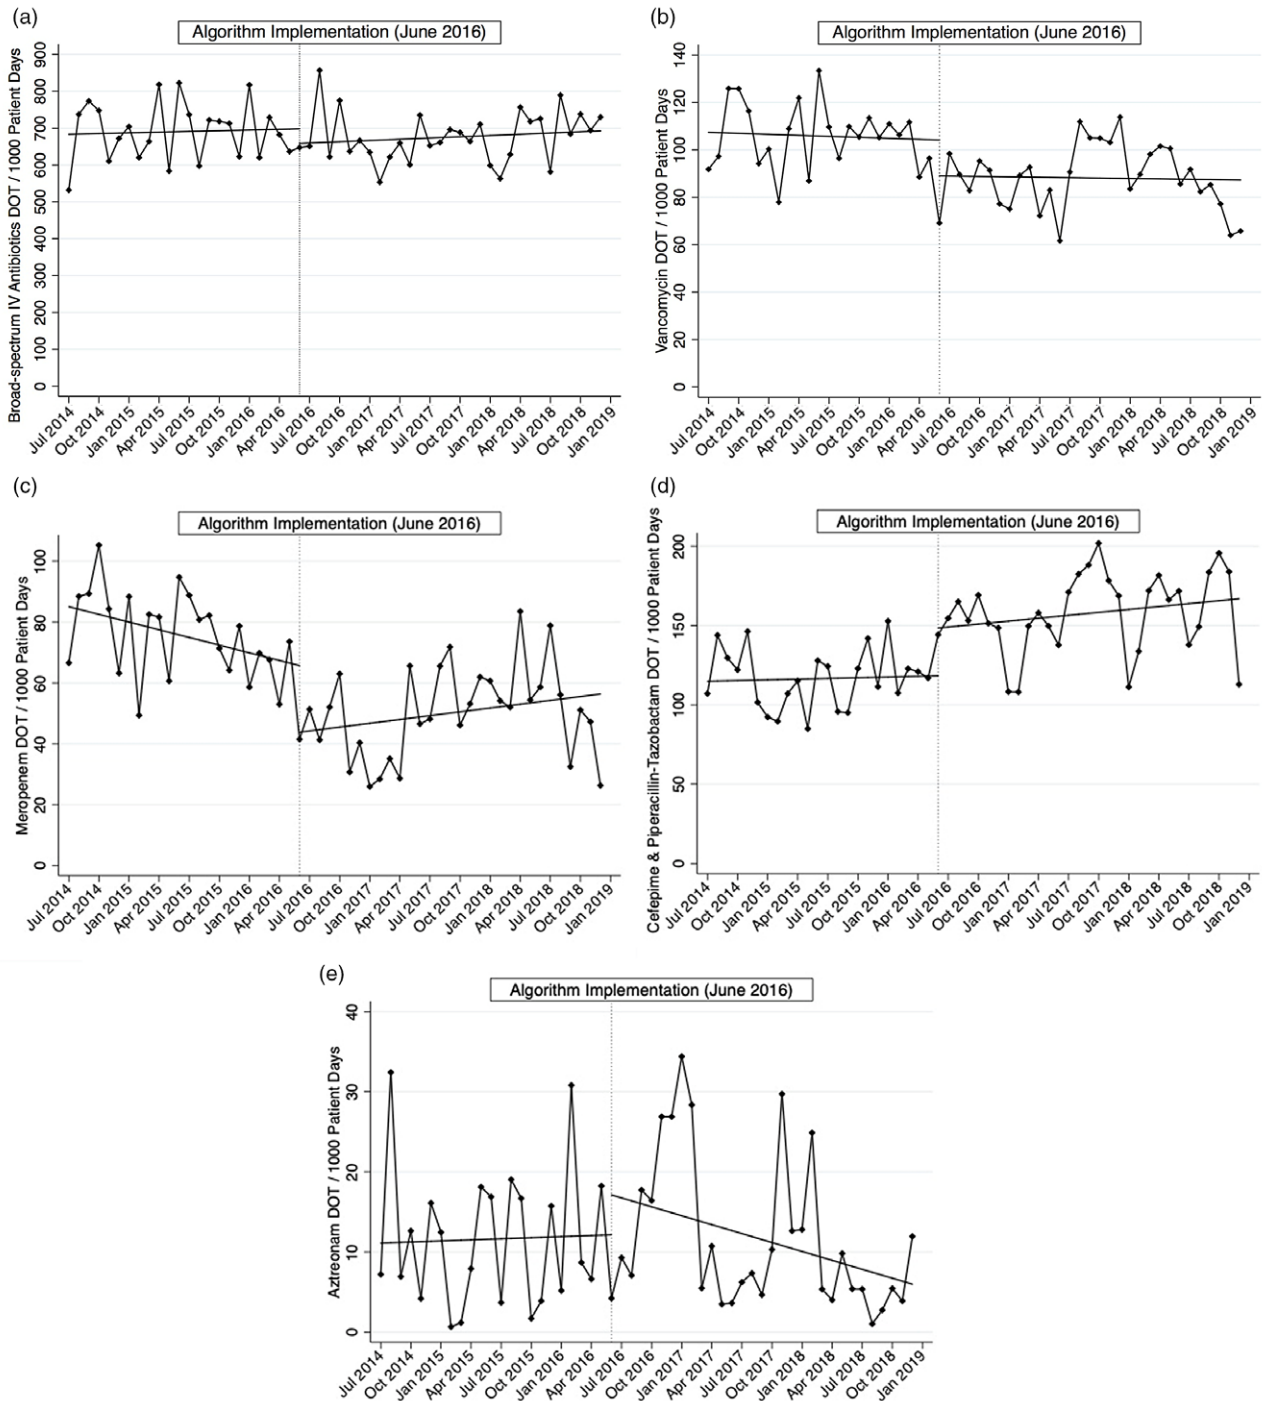 (a)
Algorithm Implementation (June 2016)
Broad-spectrum IV Antibiotics DOT / 1000 Patient Days
900
800
700
600
500
400
300
200
100
0
Jul 2014
Oct 2014
Jan 2015
Apr 2015
Jul 2015
Oct 2015
Jan 2016
Apr 2016
Jul 2016
Oct 2016
Jan 2017
Apr 2017
Jul 2017
Oct 2017
Jan 2018
Apr 2018
Jul 2018
Oct 2018
Jan 2019
(b)
Algorithm Implementation (June 2016)
Vancomycin DOT / 1000 Patient Days
140
120
100
80
60
40
20
0
Jul 2014
Oct 2014
Jan 2015
Apr 2015
Jul 2015
Oct 2015
Jan 2016
Apr 2016
Jul 2016
Oct 2016
Jan 2017
Apr 2017
Jul 2017
Oct 2017
Jan 2018
Apr 2018
Jul 2018
Oct 2018
Jan 2019
(c)
Algorithm Implementation (June 2016)
Meropenem DOT / 1000 Patient Days
100
80
60
40
20
0
Jul 2014
Oct 2014
Jan 2015
Apr 2015
Jul 2015
Oct 2015
Jan 2016
Apr 2016
Jul 2016
Oct 2016
Jan 2017
Apr 2017
Jul 2017
Oct 2017
Jan 2018
Apr 2018
Jul 2018
Oct 2018
Jan 2019
(d)
Algorithm Implementation (June 2016)
Cefepime & Piperacillin-Tazobactam DOT / 1000 Patient Days
200
150
100
50
0
Jul 2014
Oct 2014
Jan 2015
Apr 2015
Jul 2015
Oct 2015
Jan 2016
Apr 2016
Jul 2016
Oct 2016
Jan 2017
Apr 2017
Jul 2017
Oct 2017
Jan 2018
Apr 2018
Jul 2018
Oct 2018
Jan 2019
(e)
Algorithm Implementation (June 2016)
Aztreonam DOT / 1000 Patient Days
40
30
20
10
0
Jul 2014
Oct 2014
Jan 2015
Apr 2015
Jul 2015
Oct 2015
Jan 2016
Apr 2016
Jul 2016
Oct 2016
Jan 2017
Apr 2017
Jul 2017
Oct 2017
Jan 2018
Apr 2018
Jul 2018
Oct 2018
Jan 2019